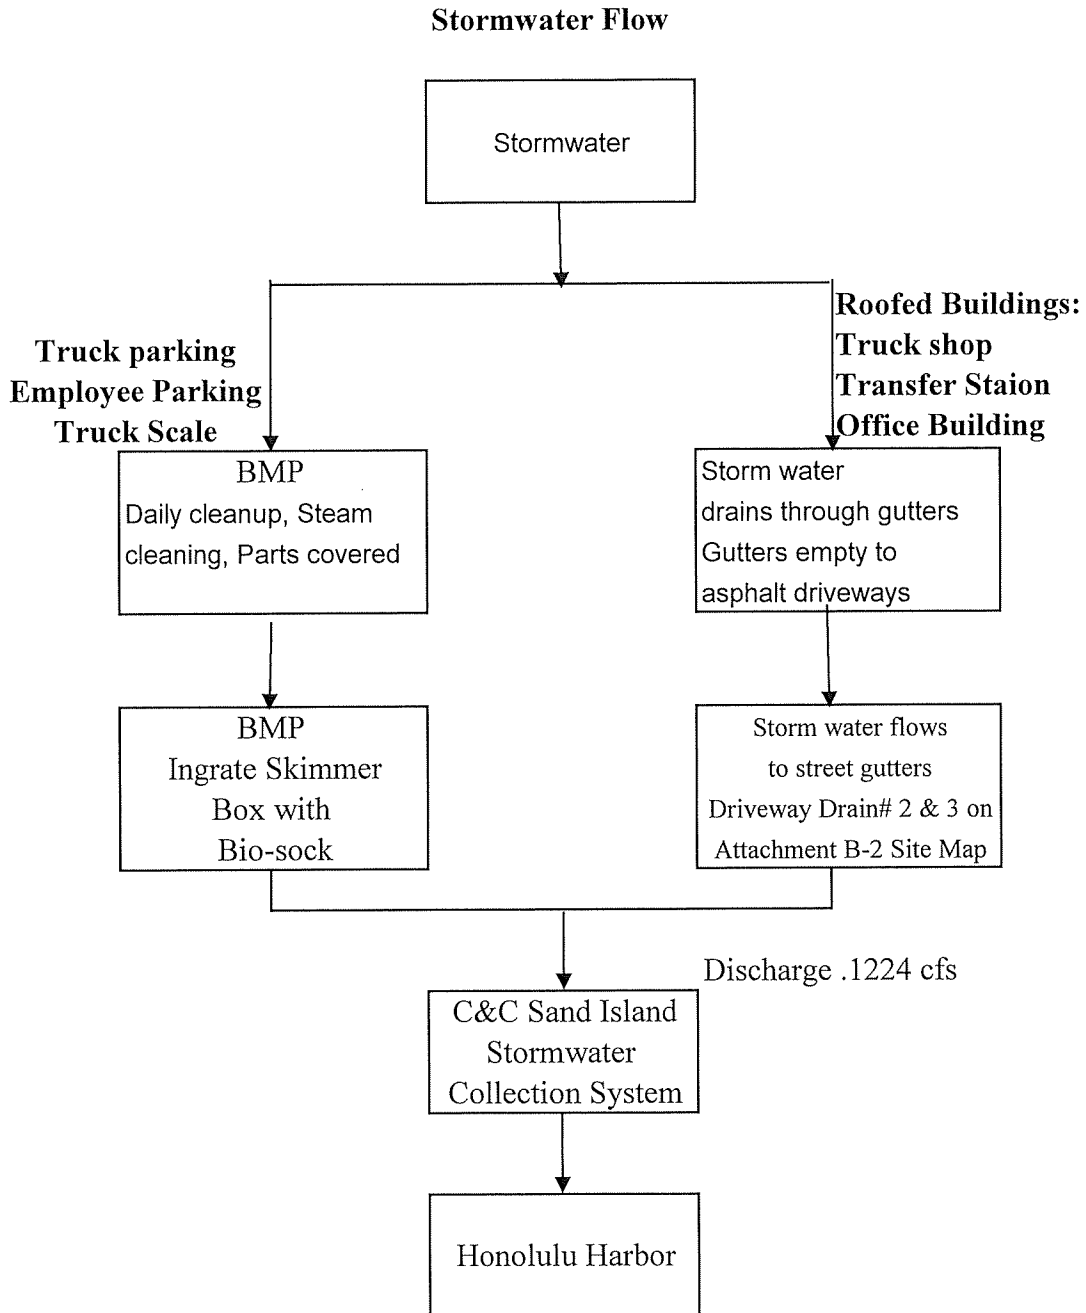 Stormwater Flow
Stormwater
Truck parking
Employee Parking
Truck Scale
Roofed Buildings:
Truck shop
Transfer Staion
Office Building
BMP
Daily cleanup, Steam
cleaning, Parts covered
Storm water
drains through gutters
Gutters empty to
asphalt driveways
BMP
Ingrate Skimmer
Box with
Bio-sock
Storm water flows
to street gutters
Driveway Drain# 2 & 3 on
Attachment B-2 Site Map
Discharge .1224 cfs
C&C Sand Island
Stormwater
Collection System
Honolulu Harbor